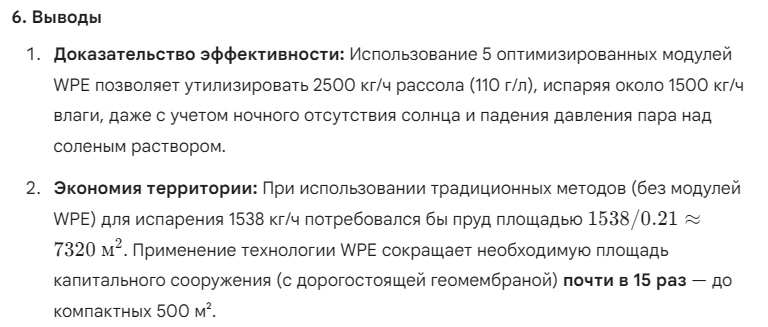 6. Выводы
1. Доказательство эффективности: Использование 5 оптимизированных модулей
WPE позволяет утилизировать 2500 кг/ч рассола (110 г/л), испаряя около 1500 кг/ч
влаги, даже с учетом ночного отсутствия солнца и падения давления пара над
соленым раствором.
2. Экономия территории: При использовании традиционных методов (без модулей
WPE) для испарения 1538 кг/ч потребовался бы пруд площадью 1538/0.21 ≈
7320 м². Применение технологии WPE сокращает необходимую площадь
капитального сооружения (с дорогостоящей геомембраной) почти в 15 раз — до
компактных 500 м².